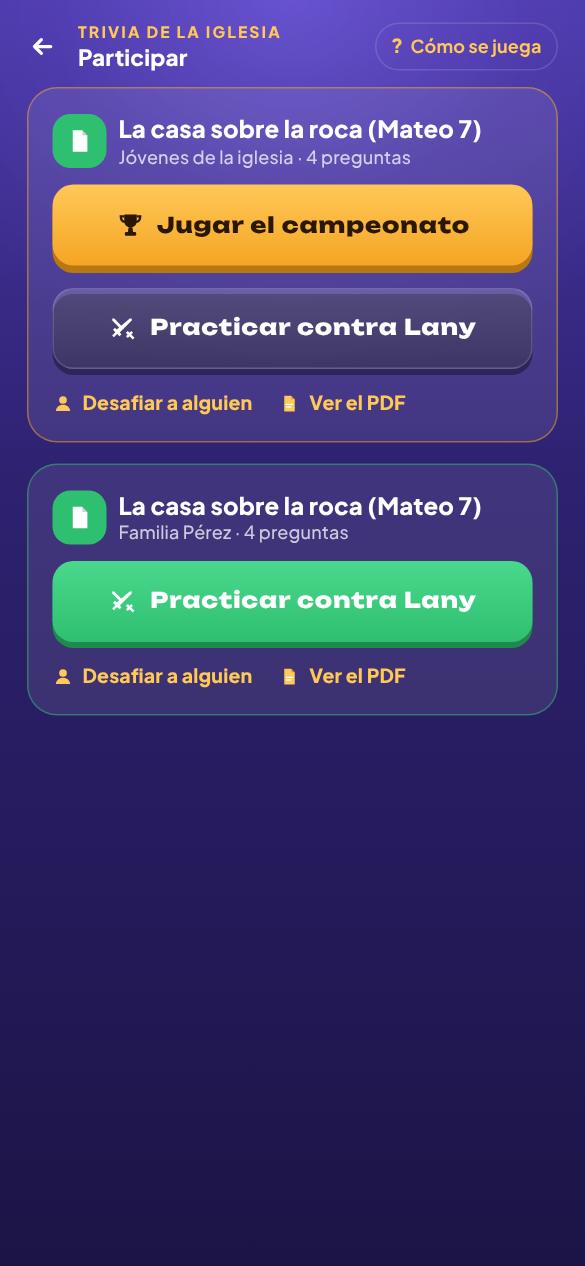 TRIVIA DE LA IGLESIA
Participar
? Cómo se juega
La casa sobre la roca (Mateo 7)
Jóvenes de la iglesia · 4 preguntas
Jugar el campeonato
Practicar contra Lany
Desafiar a alguien
Ver el PDF
La casa sobre la roca (Mateo 7)
Familia Pérez · 4 preguntas
Practicar contra Lany
Desafiar a alguien
Ver el PDF